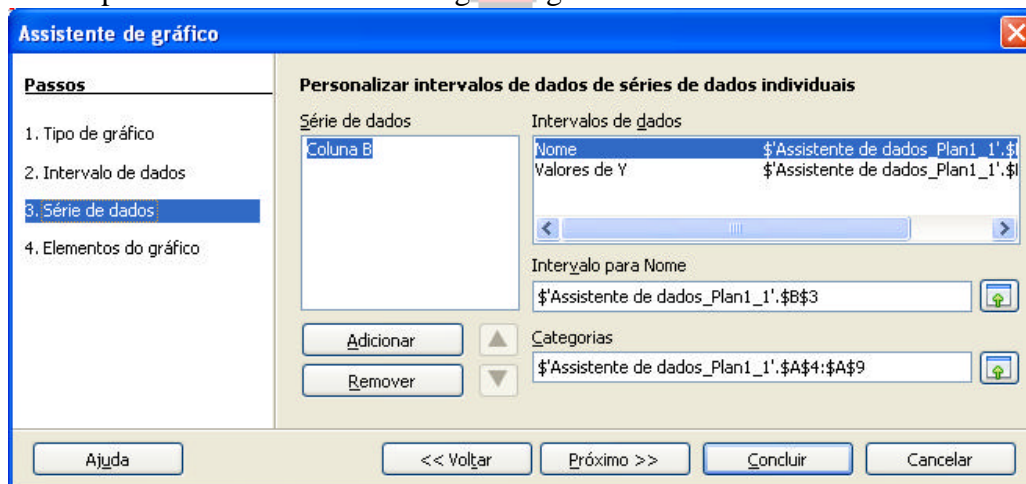 Assistente de gráfico
Passos
1. Tipo de gráfico
2. Intervalo de dados
3. Série de dados
4. Elementos do gráfico
Personalizar intervalos de dados de séries de dados individuais
Série de dados
Coluna B
Adicionar
Remover
Intervalos de dados
Nome $'Assistente de dados_Plan1_1'.
Valores de Y $'Assistente de dados_Plan1_1'.
Intervalo para Nome
$'Assistente de dados_Plan1_1'.$B$3
Categorias
$'Assistente de dados_Plan1_1'.$A$4:$A$9
Ajuda
<< Voltar
Próximo >>
Concluir
Cancelar